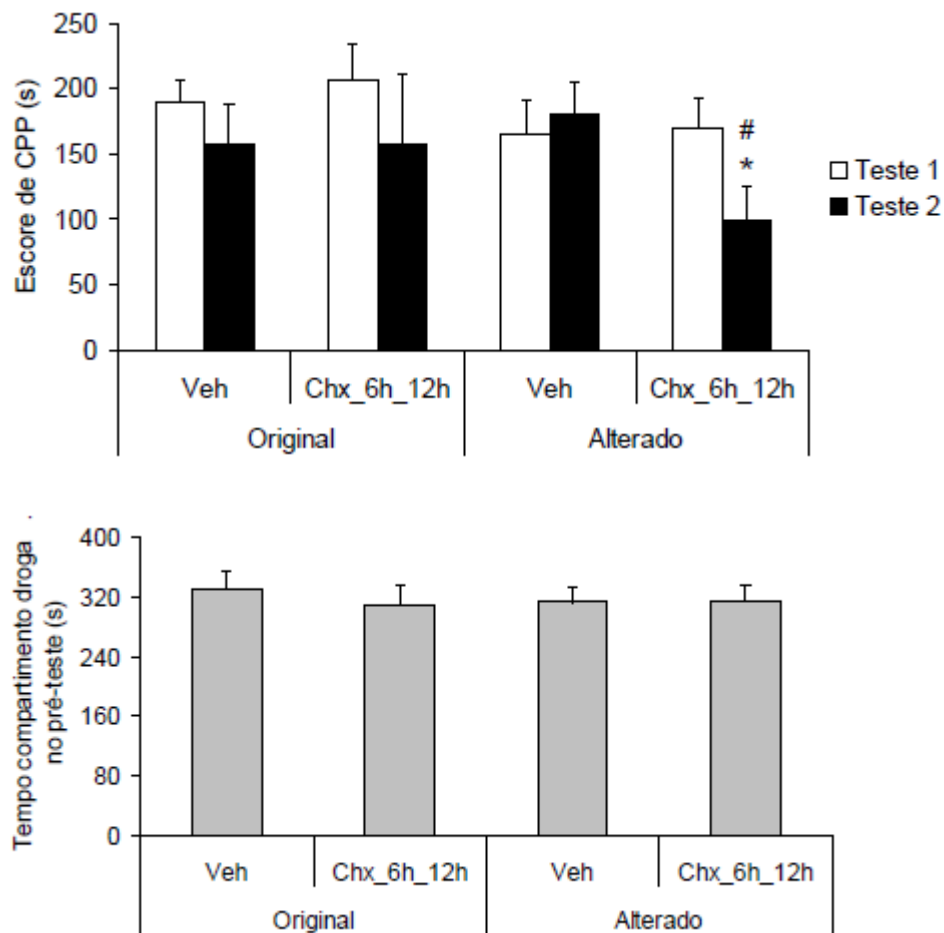 250
200
150
100
50
0
Escore de CPP (s)
#
*
Teste 1
Teste 2
Veh Chx_6h_12h Veh Chx_6h_12h
Original Alterado
400
320
240
160
80
0
Tempo compartimento droga .
no pré-teste (s)
Veh Chx_6h_12h Veh Chx_6h_12h
Original Alterado